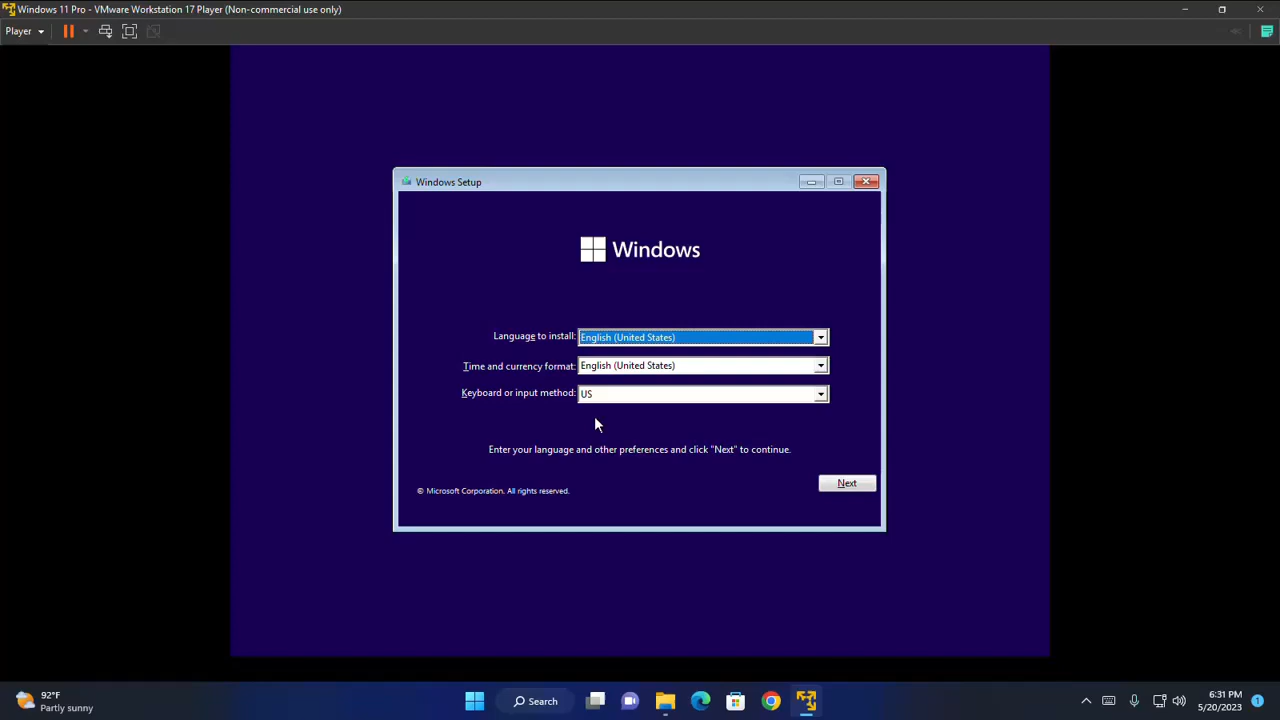 Windows 11 Pro - VMware Workstation 17 Player (Non-commercial use only)
Player
Windows Setup
Windows
Language to install: English (United States)
Time and currency format: English (United States)
Keyboard or input method: US
Enter your language and other preferences and click "Next" to continue.
Next
© Microsoft Corporation. All rights reserved.
92°F
Partly sunny
Search
6:31 PM
5/20/2023
1